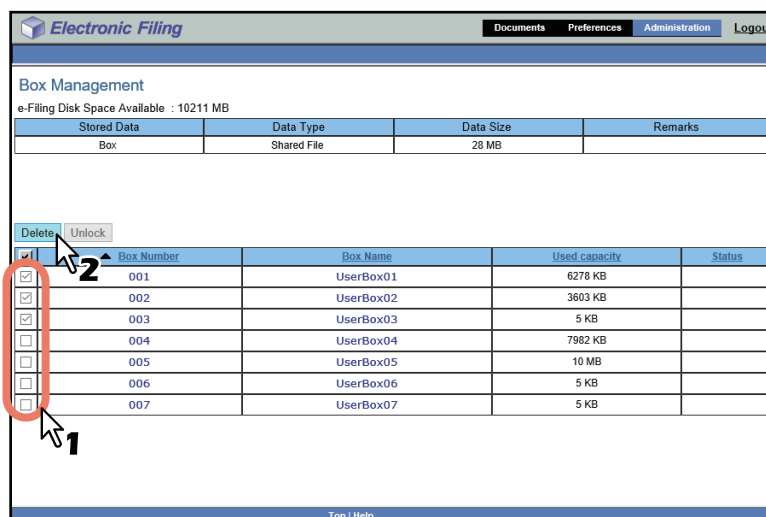 Electronic Filing
Documents Preferences Administration Logou
Box Management
e-Filing Disk Space Available : 10211 MB
Stored Data Data Type Data Size Remarks
Box Shared File 28 MB
Delete Unlock
2
Box Number Box Name Used capacity Status
001 UserBox01 6278 KB
002 UserBox02 3603 KB
003 UserBox03 5 KB
004 UserBox04 7982 KB
005 UserBox05 10 MB
006 UserBox06 5 KB
007 UserBox07 5 KB
1
Top | Help